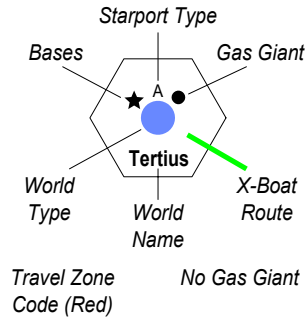 Starport Type
Bases
Gas Giant
A
Tertius
World
Type
World
Name
X-Boat
Route
Travel Zone
Code (Red)
No Gas Giant